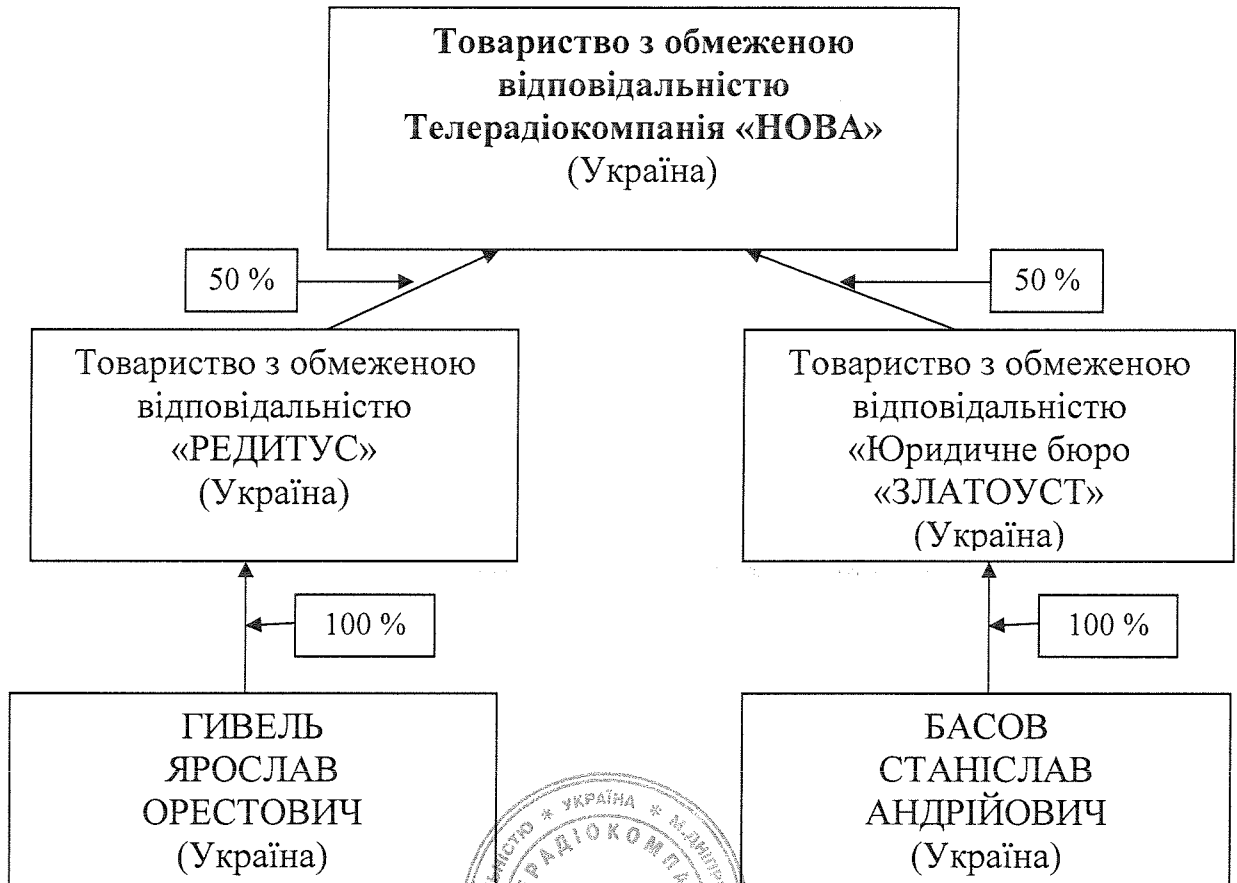 Товариство з обмеженою
відповідальністю
Телерадіокомпанія «НОВА»
(Україна)
50 %
50 %
Товариство з обмеженою
відповідальністю
«РЕДИТУС»
(Україна)
Товариство з обмеженою
відповідальністю
«Юридичне бюро
«ЗЛАТОУСТ»
(Україна)
100 %
100 %
ГИВЕЛЬ
ЯРОСЛАВ
ОРЕСТОВИЧ
(Україна)
БАСОВ
СТАНІСЛАВ
АНДРІЙОВИЧ
(Україна)
УКРАЇНА